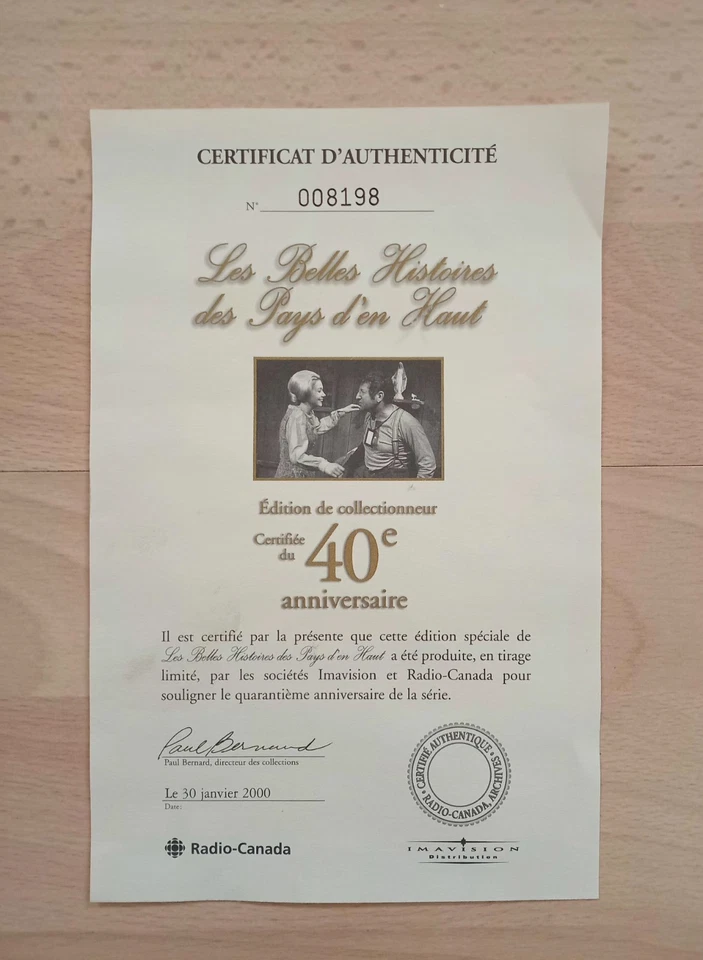 CERTIFICAT D'AUTHENTICITÉ
N° 008198
Les Belles Histoires
des Pays d'en Haut
Édition de collectionneur
Certifiée
du 40e
anniversaire
Il est certifié par la présente que cette édition spéciale de
Les Belles Histoires des Pays d'en Haut a été produite, en tirage
limité, par les sociétés Imavision et Radio-Canada pour
souligner le quarantième anniversaire de la série.
Paul Bernard
Paul Bernard, directeur des collections
Le 30 janvier 2000
Date:
CERTIFIÉ AUTHENTIQUE
RADIO-CANADA, ARCHIVES
Radio-Canada
IMAVISION
Distribution